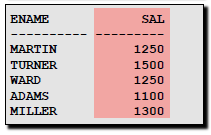 ENAME SAL
---------- ---------
MARTIN 1250
TURNER 1500
WARD 1250
ADAMS 1100
MILLER 1300